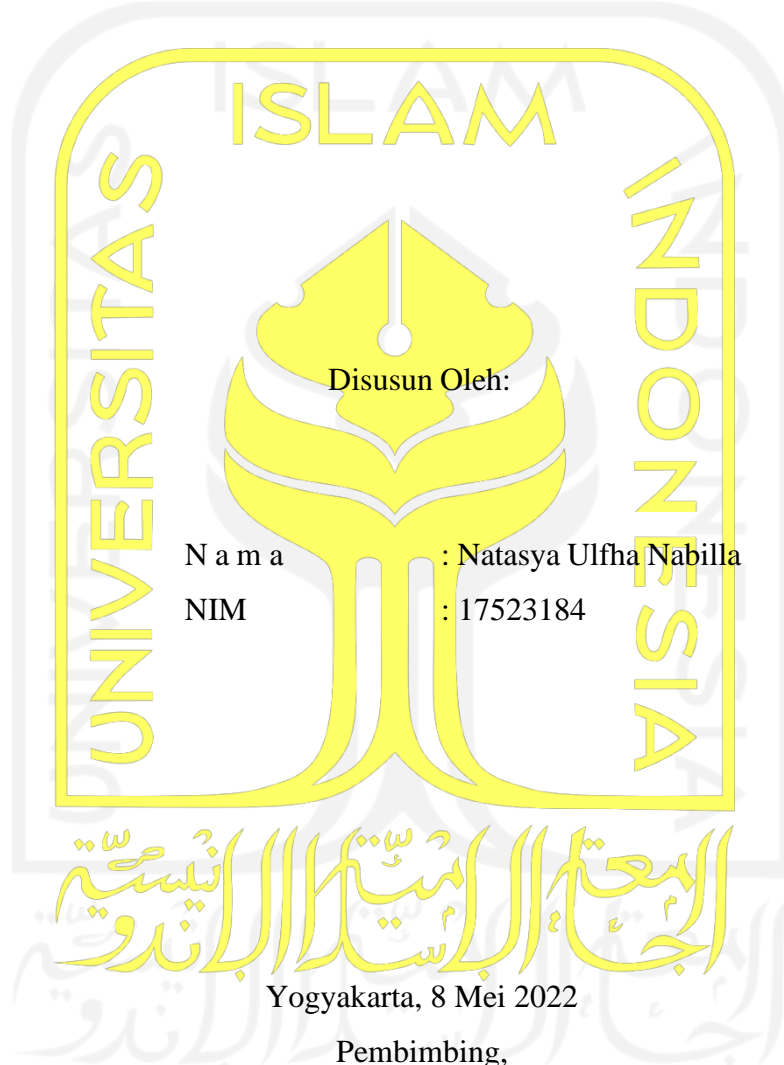 ISLAM
UNIVERSITAS
INDONESIA
Disusun Oleh:
N a m a : Natasya Ulfha Nabilla
NIM : 17523184
الجامعة الإسلامية الإندونيسية
Yogyakarta, 8 Mei 2022
Pembimbing,